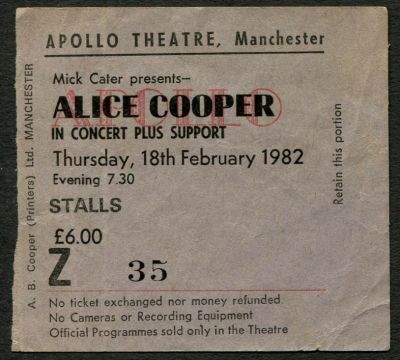 APOLLO THEATRE, Manchester
Mick Cater presents–
APOLLO
ALICE COOPER
IN CONCERT PLUS SUPPORT
Thursday, 18th February 1982
Evening 7.30
STALLS
£6.00
Z 35
No ticket exchanged nor money refunded.
No Cameras or Recording Equipment
Official Programmes sold only in the Theatre
Retain this portion
A. B. Cooper (Printers) Ltd. MANCHESTER